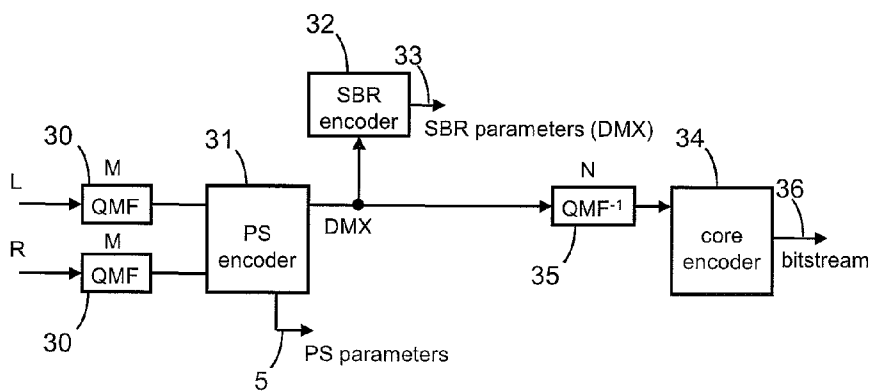 32
33
SBR
encoder
SBR parameters (DMX)
30
M
31
N
34
L
QMF
QMF-1
36
DMX
R
M
QMF
PS
encoder
core
encoder
35
bitstream
30
5
PS parameters